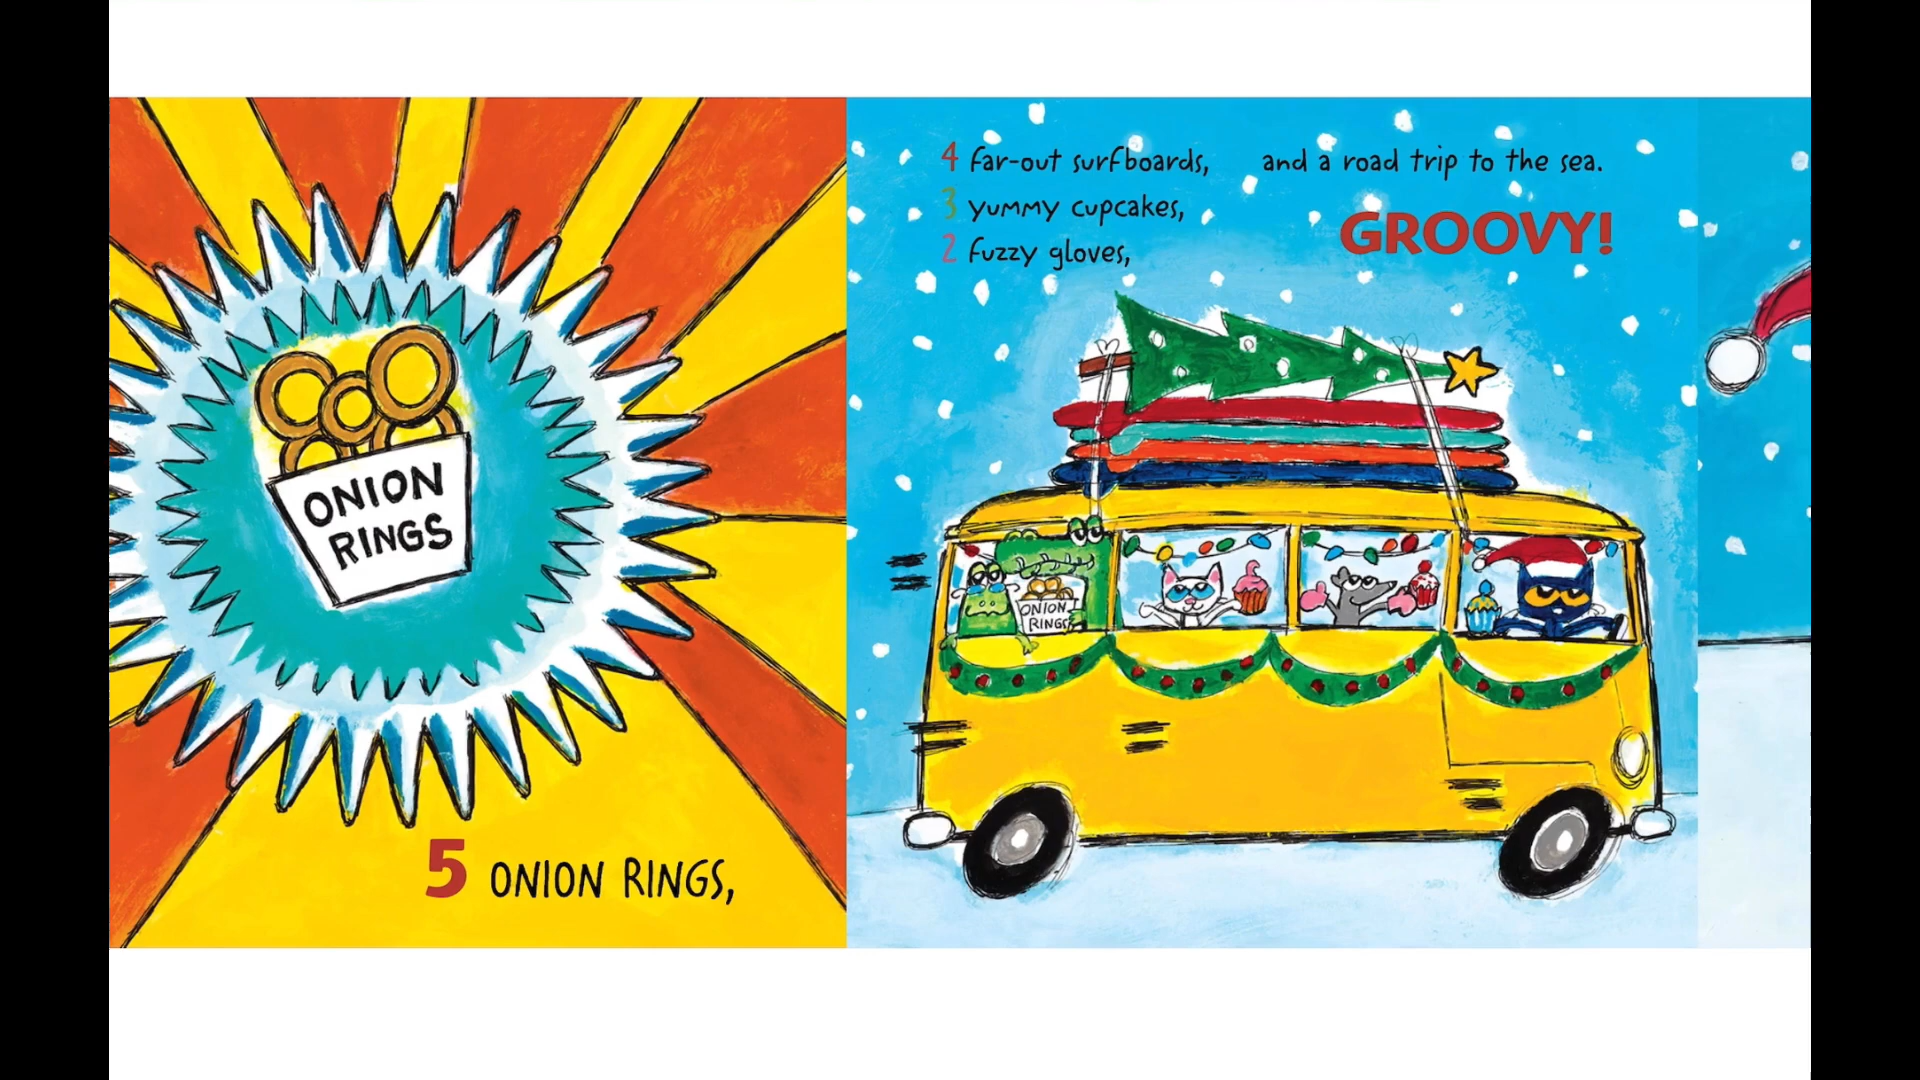 ONION
RINGS
5 ONION RINGS,
4 far-out surfboards,
3 yummy cupcakes,
2 fuzzy gloves,
and a road trip to the sea.
GROOVY!
ONION
RINGS